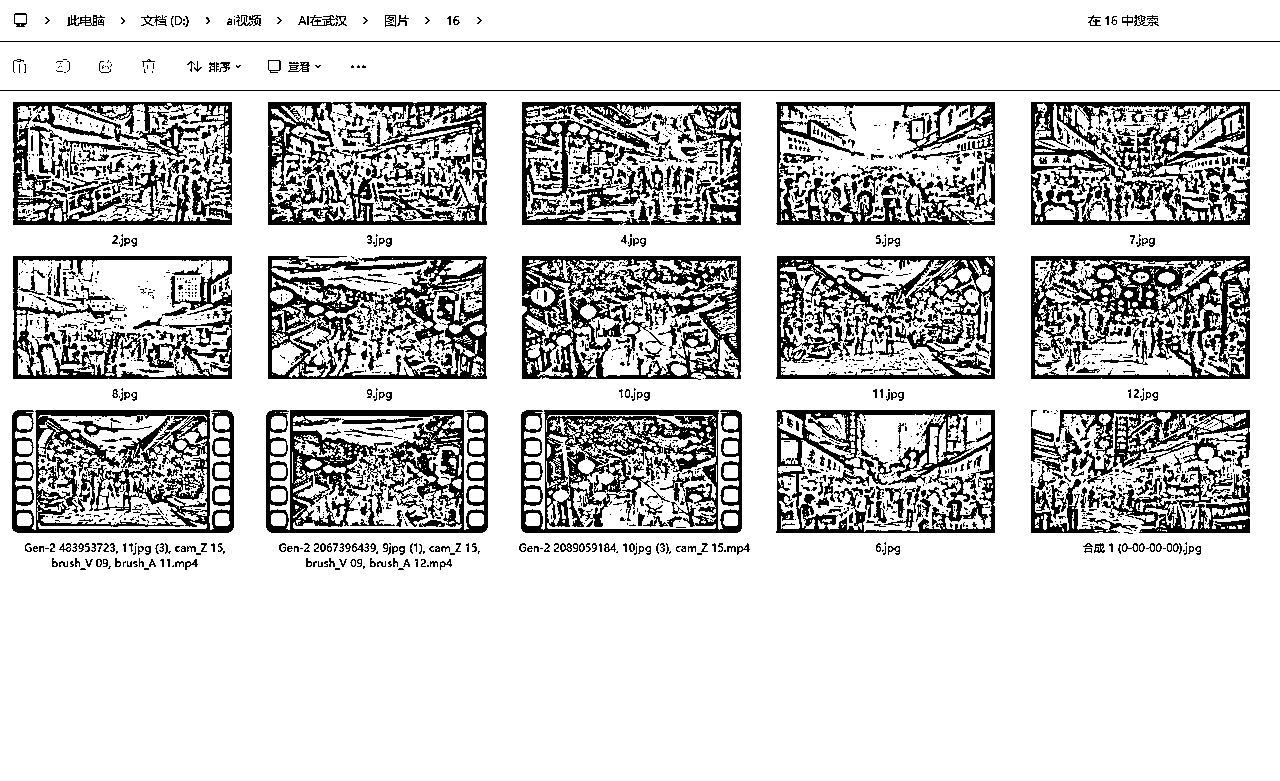 此电脑 > 文档 (D:) > ai视频 > AI在武汉 > 图片 > 16 >
在 16 中搜索
排序 查看 ...
2.jpg
3.jpg
4.jpg
5.jpg
7.jpg
8.jpg
9.jpg
10.jpg
11.jpg
12.jpg
Gen-2 483953723, 11jpg (3), cam_Z 15,
brush_V 09, brush_A 11.mp4
Gen-2 2067396439, 9jpg (1), cam_Z 15,
brush_V 09, brush_A 12.mp4
Gen-2 2089059184, 10jpg (3), cam_Z 15.mp4
6.jpg
合成 1 (0-00-00-00).jpg